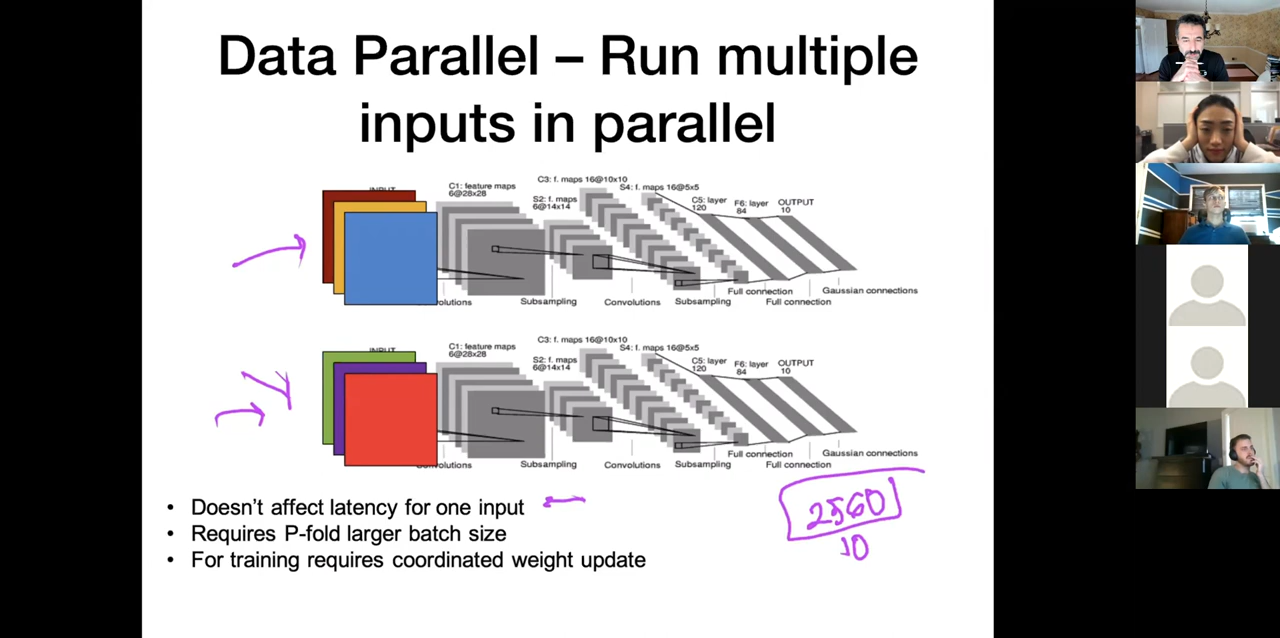 Data Parallel – Run multiple
inputs in parallel
C3: f. maps 16@10x10
C1: feature maps
S4: f. maps 16@5x5
INPUT
6@28x28
S2: f. maps
C5: layer
F6: layer
OUTPUT
6@14x14
120
84
10
Full connection
Gaussian connections
volutions
Subsampling
Convolutions
Subsampling
Full connection
C3: f. maps 16@10x10
C1: feature maps
S4: f. maps 16@5x5
INPUT
6@28x28
S2: f. maps
C5: layer
F6: layer
OUTPUT
6@14x14
120
84
10
Full connection
Gaussian connections
Convolutions
Subsampling
Convolutions
Subsampling
Full connection
• Doesn't affect latency for one input
• Requires P-fold larger batch size
• For training requires coordinated weight update
2560
10